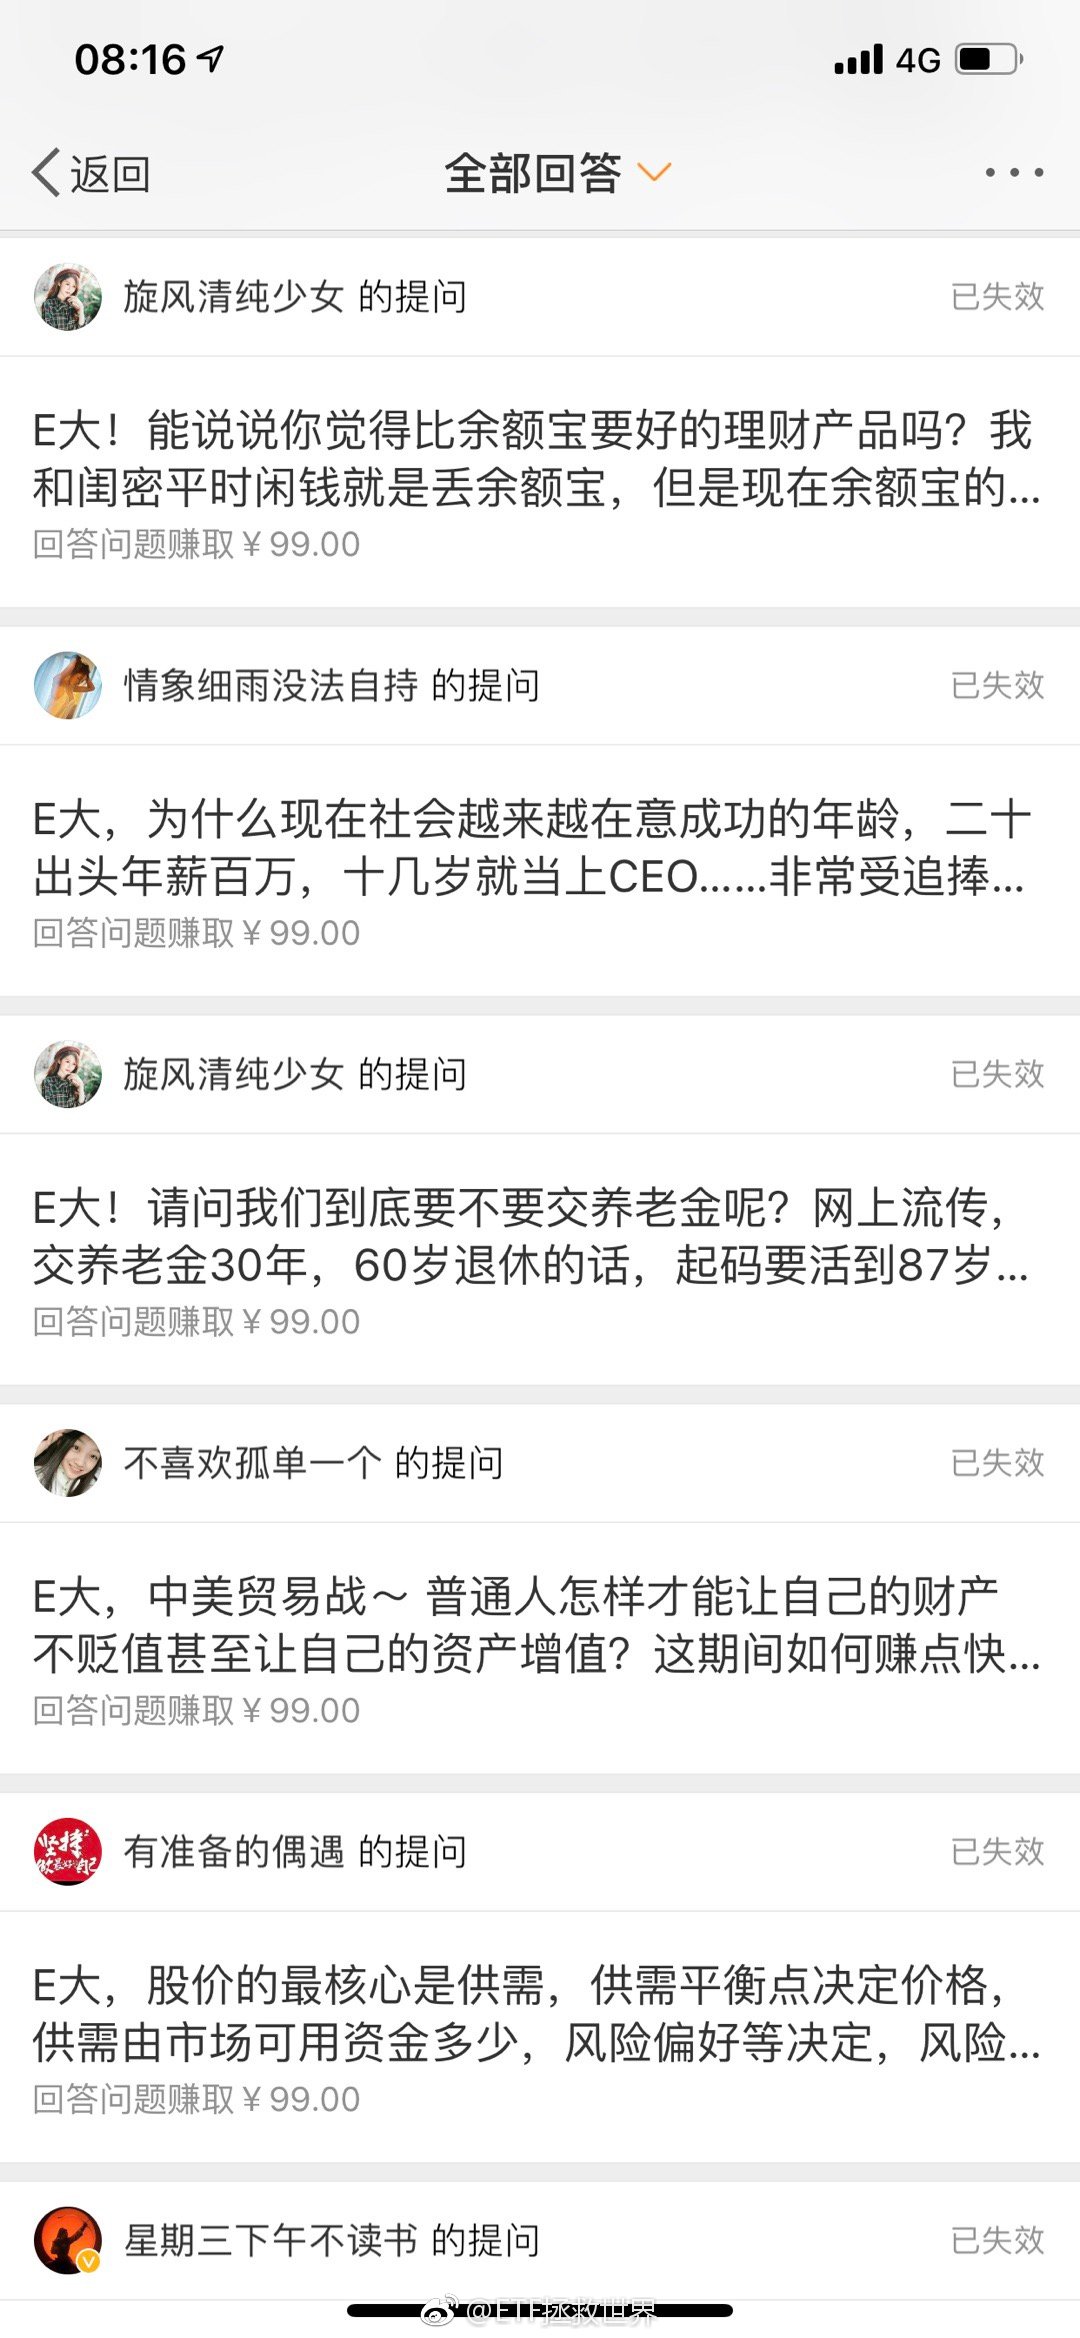 08:16
4G
返回
全部回答
旋风清纯少女 的提问
已失效
E大！能说说你觉得比余额宝要好的理财产品吗？我
和闺密平时闲钱就是丢余额宝，但是现在余额宝的...
回答问题赚取¥99.00
情象细雨没法自持 的提问
已失效
E大，为什么现在社会越来越在意成功的年龄，二十
出头年薪百万，十几岁就当上CEO……非常受追捧...
回答问题赚取¥99.00
旋风清纯少女 的提问
已失效
E大！请问我们到底要不要交养老金呢？网上流传，
交养老金30年，60岁退休的话，起码要活到87岁...
回答问题赚取¥99.00
不喜欢孤单一个 的提问
已失效
E大，中美贸易战～ 普通人怎样才能让自己的财产
不贬值甚至让自己的资产增值？这期间如何赚点快...
回答问题赚取¥99.00
坚持
做最好的自己
有准备的偶遇 的提问
已失效
E大，股价的最核心是供需，供需平衡点决定价格，
供需由市场可用资金多少，风险偏好等决定，风险...
回答问题赚取¥99.00
星期三下午不读书 的提问
已失效
@ETF拯救世界